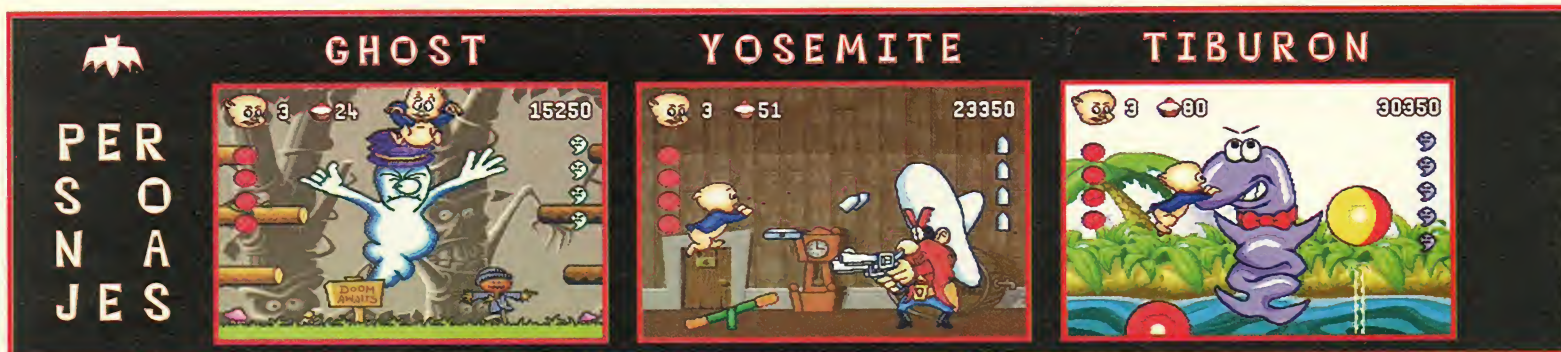 PER
S O
N A
JES
GHOST
3 24 15250
DOOM
AWAITS
YOSEMITE
3 51 23350
TIBURON
3 80 30350